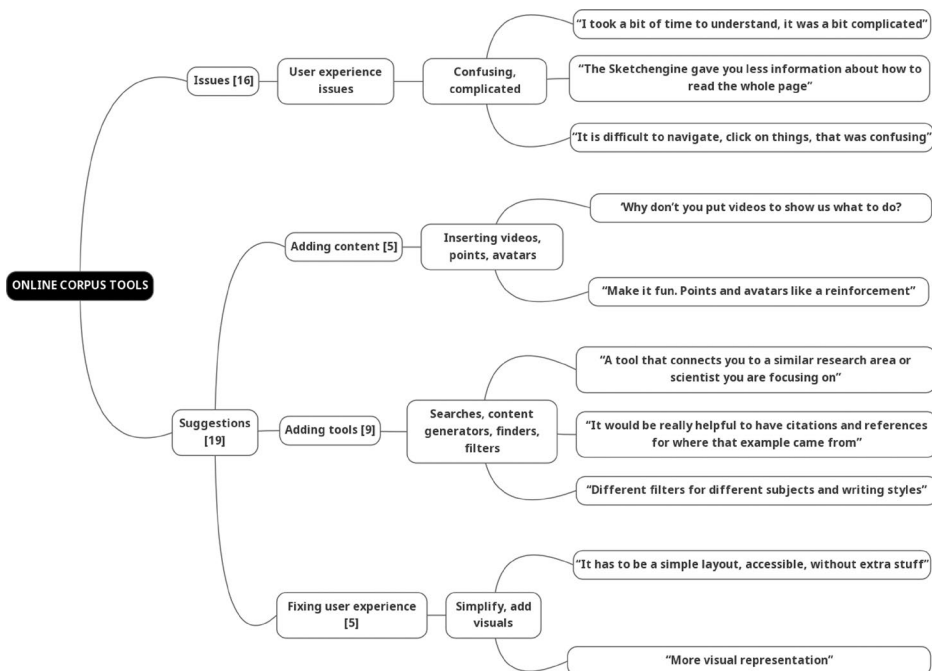 ONLINE CORPUS TOOLS
Issues [16]
User experience
issues
Confusing,
complicated
“I took a bit of time to understand, it was a bit complicated”
“The Sketchengine gave you less information about how to
read the whole page”
“It is difficult to navigate, click on things, that was confusing”
Suggestions
[19]
Adding content [5]
Inserting videos,
points, avatars
‘Why don’t you put videos to show us what to do?
“Make it fun. Points and avatars like a reinforcement”
Adding tools [9]
Searches, content
generators, finders,
filters
“A tool that connects you to a similar research area or
scientist you are focusing on”
“It would be really helpful to have citations and references
for where that example came from”
“Different filters for different subjects and writing styles”
Fixing user experience
[5]
Simplify, add
visuals
“It has to be a simple layout, accessible, without extra stuff”
“More visual representation”